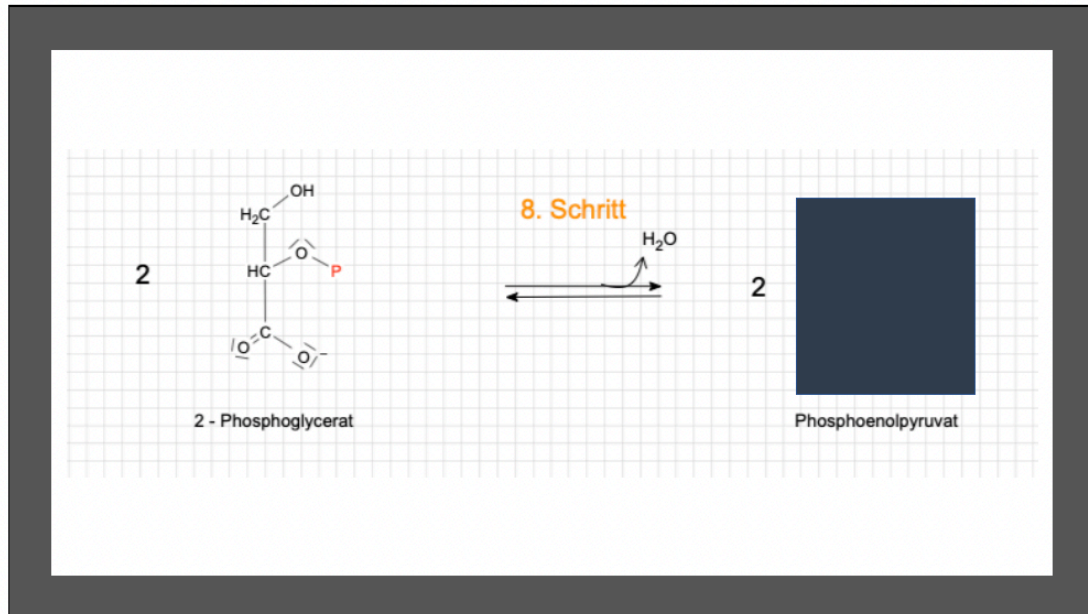 8. Schritt
OH
H₂C
H₂O
O
2
HC
P
2
C
O
O⁻
2 - Phosphoglycerat
Phosphoenolpyruvat